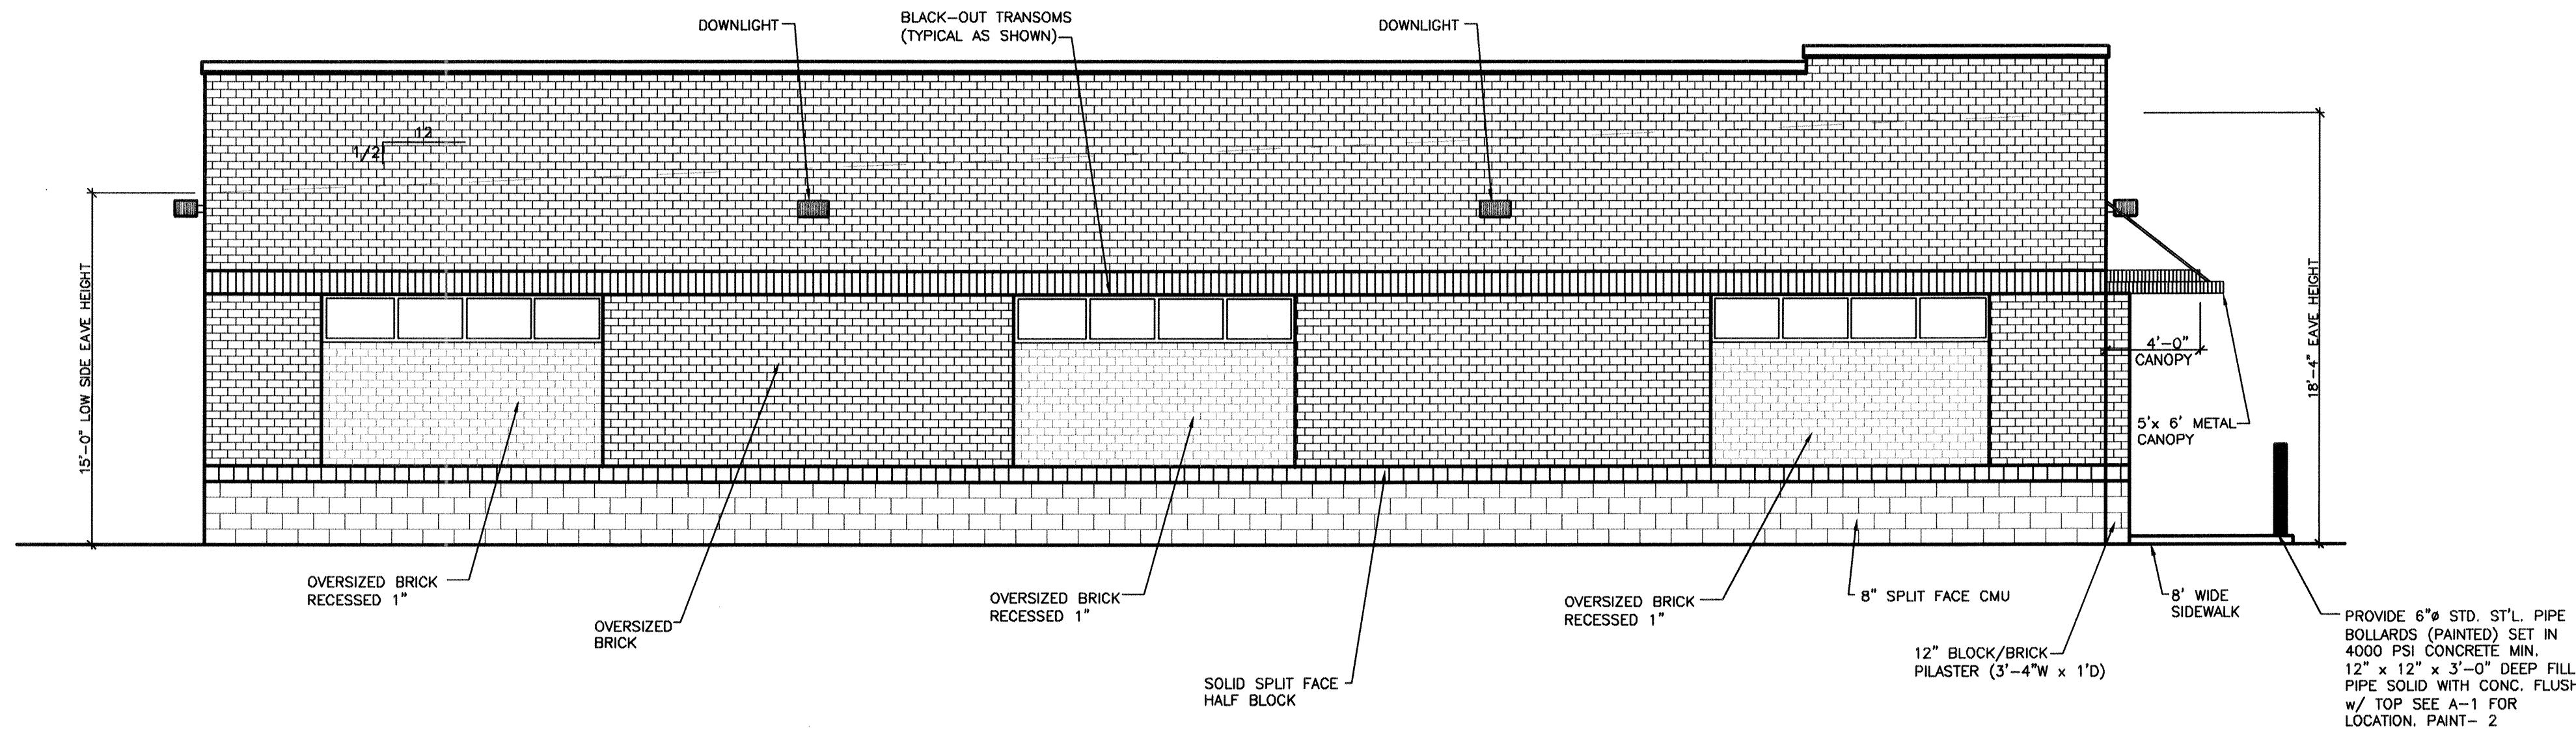 DOWNLIGHT
BLACK-OUT TRANSOMS
(TYPICAL AS SHOWN)
DOWNLIGHT
12
1/2
15'-0" LOW SIDE EAVE HEIGHT
18'-4" EAVE HEIGHT
4'-0"
CANOPY
5'x 6' METAL
CANOPY
OVERSIZED BRICK
RECESSED 1"
OVERSIZED
BRICK
OVERSIZED BRICK
RECESSED 1"
SOLID SPLIT FACE
HALF BLOCK
OVERSIZED BRICK
RECESSED 1"
8" SPLIT FACE CMU
12" BLOCK/BRICK
PILASTER (3'-4"W x 1'D)
8' WIDE
SIDEWALK
PROVIDE 6"ø STD. ST'L. PIPE
BOLLARDS (PAINTED) SET IN
4000 PSI CONCRETE MIN.
12" x 12" x 3'-0" DEEP FILL
PIPE SOLID WITH CONC. FLUSH
w/ TOP SEE A-1 FOR
LOCATION. PAINT- 2